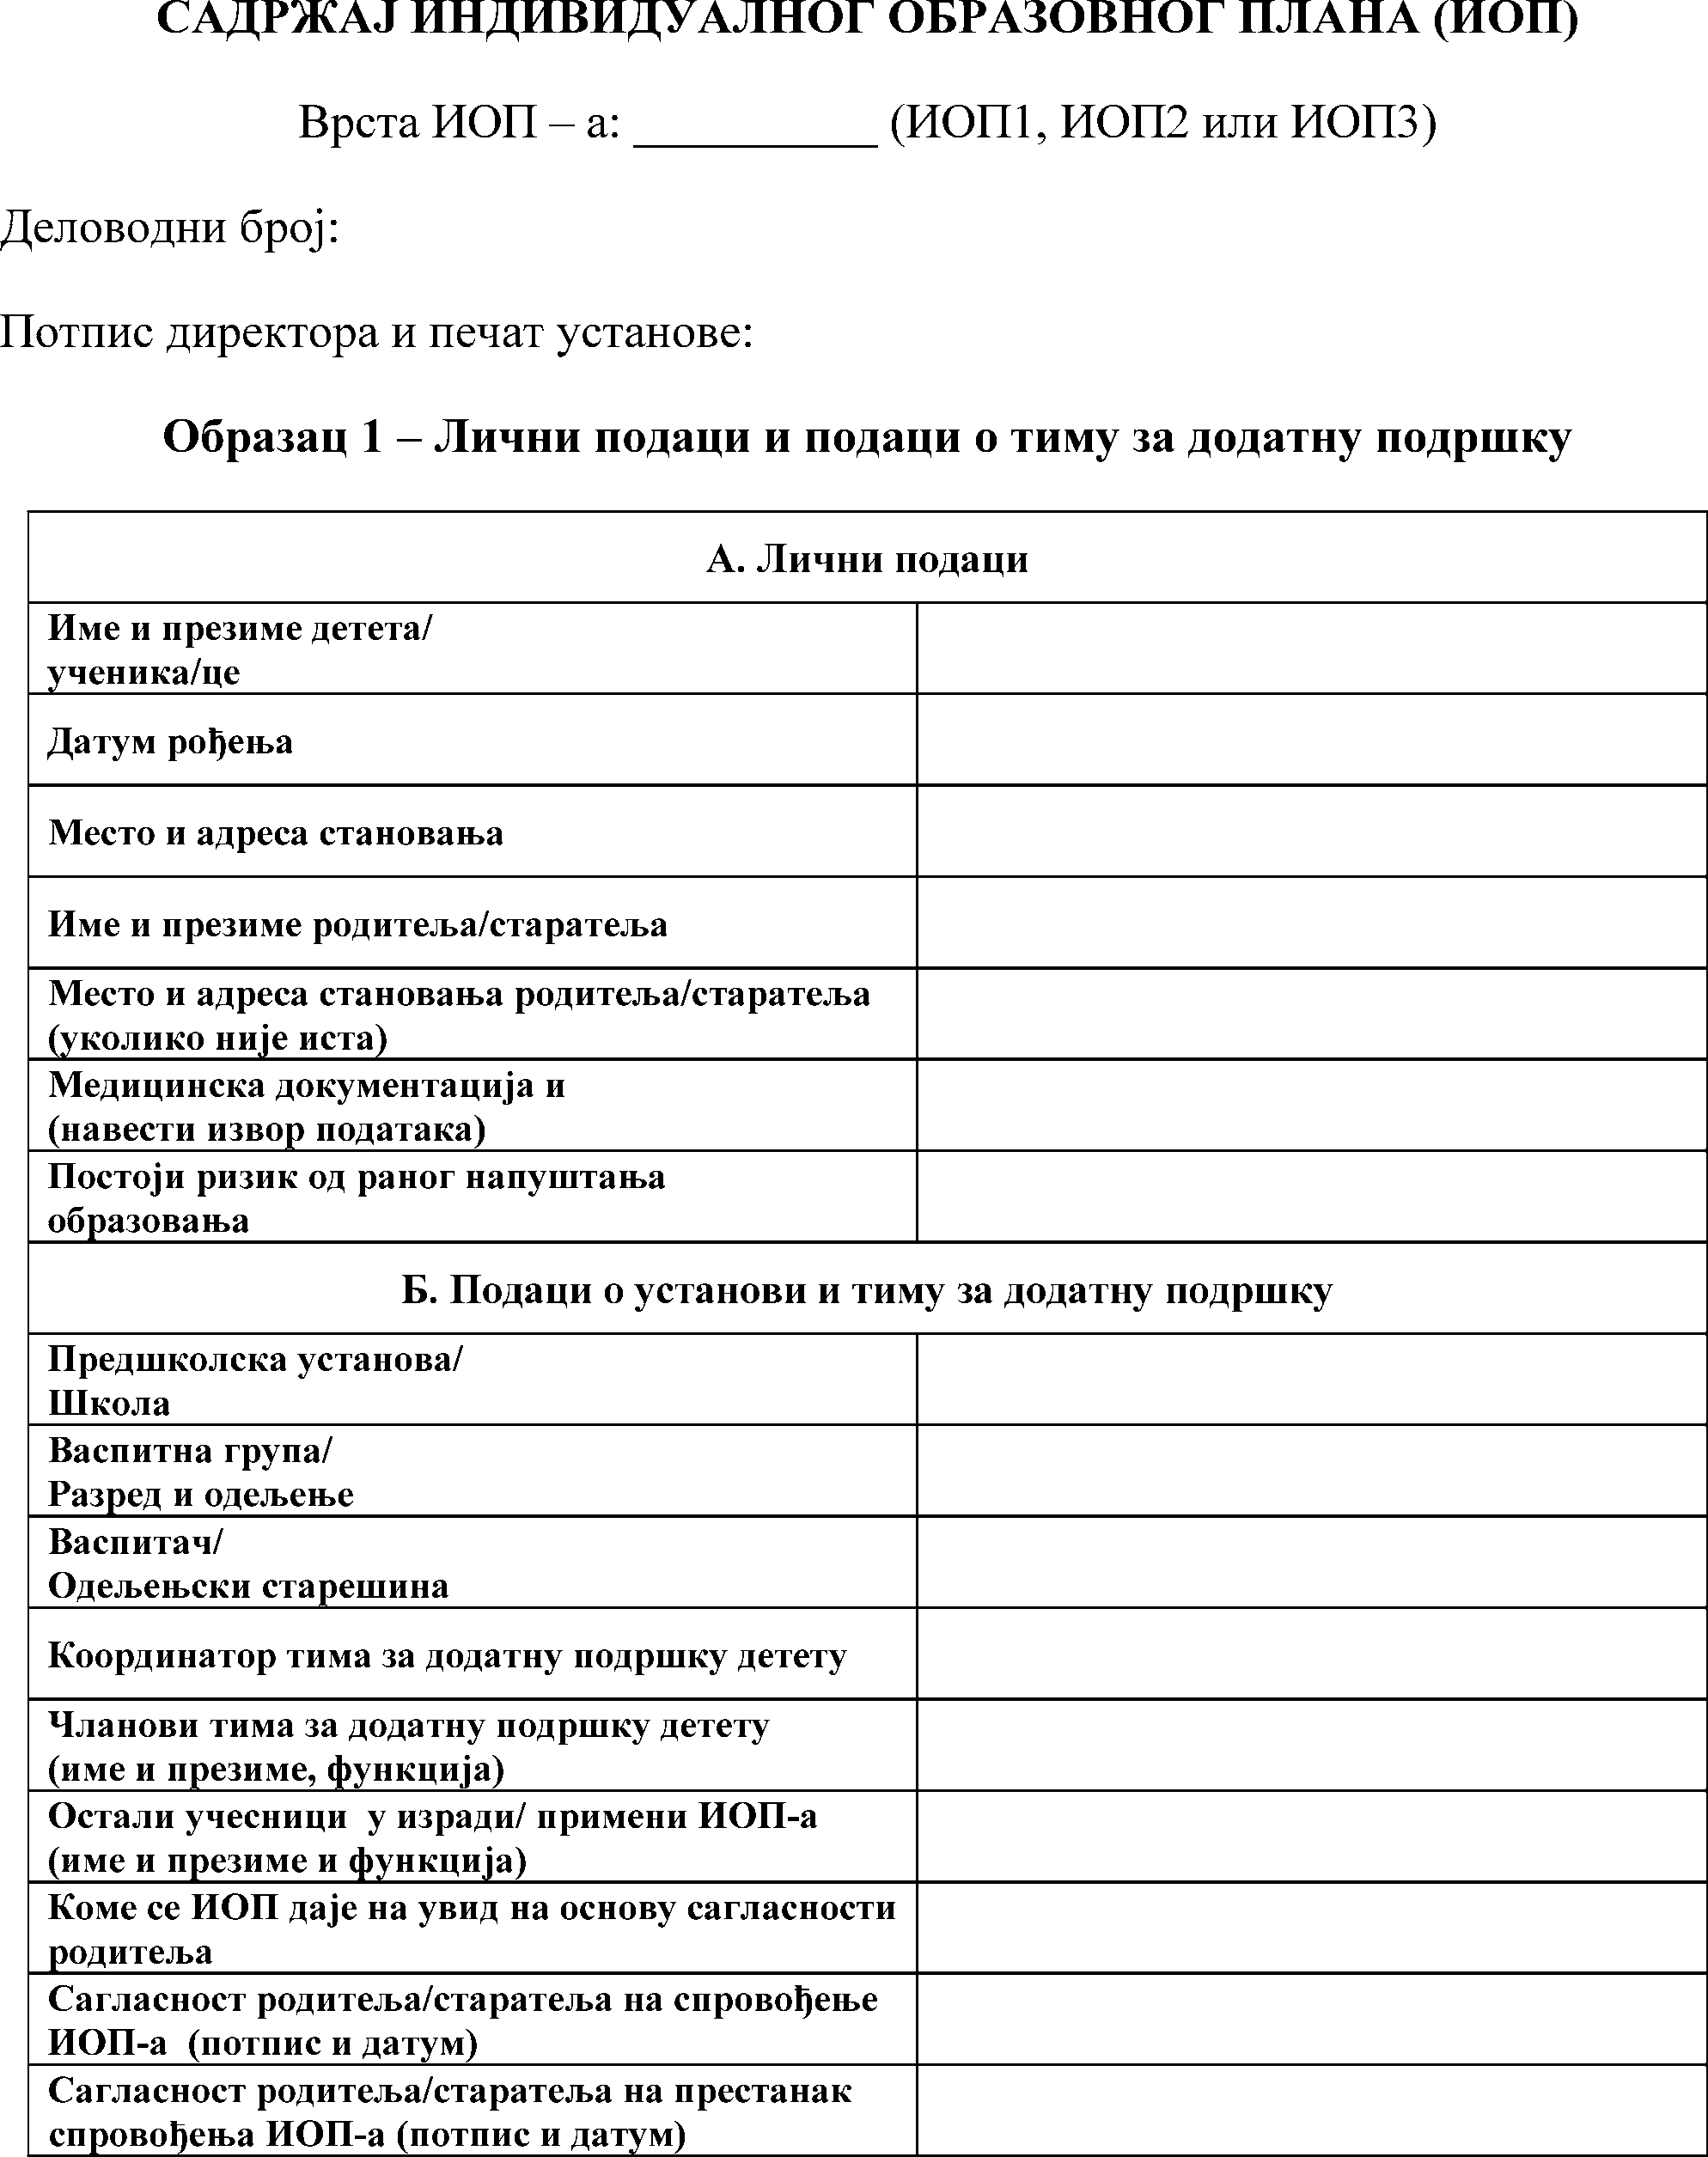 САДРЖАЈ ИНДИВИДУАЛНОГ ОБРАЗОВНОГ ПЛАНА (ИОП)
Врста ИОП – а: __________ (ИОП1, ИОП2 или ИОП3)
Деловодни број:
Потпис директора и печат установе:
Образац 1 – Лични подаци и подаци о тиму за додатну подршку
А. Лични подаци
Име и презиме детета/
ученика/це
Датум рођења
Место и адреса становања
Име и презиме родитеља/старатеља
Место и адреса становања родитеља/старатеља
(уколико није иста)
Медицинска документација и
(навести извор података)
Постоји ризик од раног напуштања
образовања
Б. Подаци о установи и тиму за додатну подршку
Предшколска установа/
Школа
Васпитна група/
Разред и одељење
Васпитач/
Одељењски старешина
Координатор тима за додатну подршку детету
Чланови тима за додатну подршку детету
(име и презиме, функција)
Остали учесници  у изради/ примени ИОП-а
(име и презиме и функција)
Коме се ИОП даје на увид на основу сагласности
родитеља
Сагласност родитеља/старатеља на спровођење
ИОП-а  (потпис и датум)
Сагласност родитеља/старатеља на престанак
спровођења ИОП-а (потпис и датум)